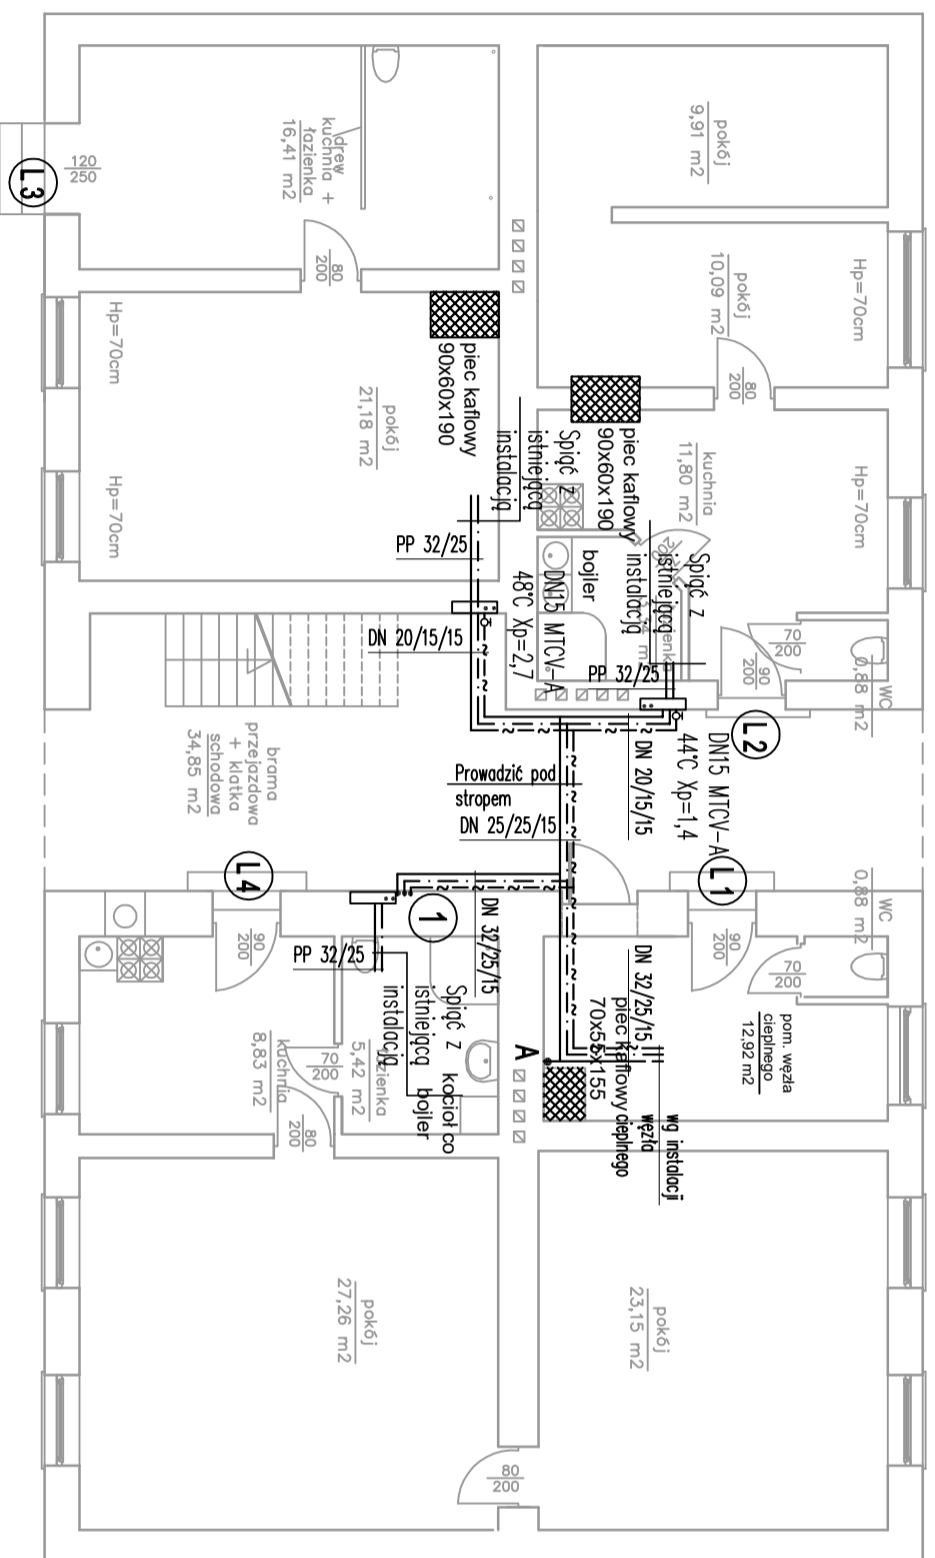 pokój
9,91 m2
drew
kuchnia +
łazienka
16,41 m2
120
250
L3
80
200
pokój
10,09 m2
Hp=70cm
Hp=70cm
80
200
piec kaflowy
90x60x190
pokój
21,18 m2
piec kaflowy
90x60x190
kuchnia
11,80 m2
Hp=70cm
Hp=70cm
Spiąć z
istniejącą
instalacją
Spiąć z
istniejącą
instalacją
bojler
PP 32/25
DN 20/15/15
DN15 MTCV-A
48°C Xp=2,7
PP 32/25
70
200
90
200
WC
0,88 m2
L2
DN15 MTCV-A
44°C Xp=1,4
DN 20/15/15
Prowadzić pod
stropem
DN 25/25/15
brama
przejazdowa
+ klatka
schodowa
34,85 m2
L4
L1
1
WC
0,88 m2
90
200
90
200
70
200
DN 32/25/15
DN 32/25/15
PP 32/25
Spiąć z
istniejącą
instalacją
kocioł co
bojler
łazienka
5,42 m2
kuchnia
8,83 m2
70
200
80
200
A
piec kaflowy
70x55x155
wg instalacji
węzła
cieplnego
pom. węzła
cieplnego
12,92 m2
pokój
27,26 m2
pokój
23,15 m2
80
200